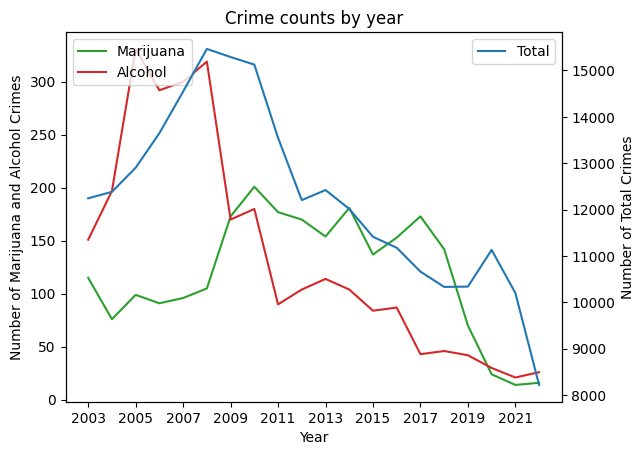 Crime counts by year
Marijuana
Alcohol
Total
Number of Marijuana and Alcohol Crimes
300
250
200
150
100
50
0
15000
14000
13000
12000
11000
10000
9000
8000
Number of Total Crimes
2003 2005 2007 2009 2011 2013 2015 2017 2019 2021
Year